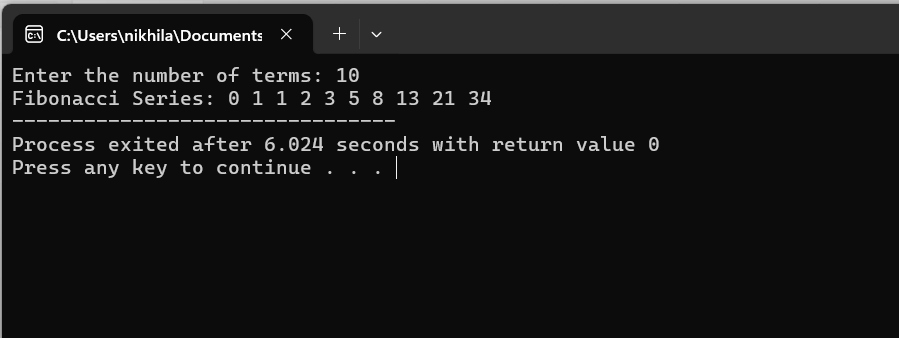 C:\Users\nikhila\Documents
Enter the number of terms: 10
Fibonacci Series: 0 1 1 2 3 5 8 13 21 34
--------------------------------
Process exited after 6.024 seconds with return value 0
Press any key to continue . . .